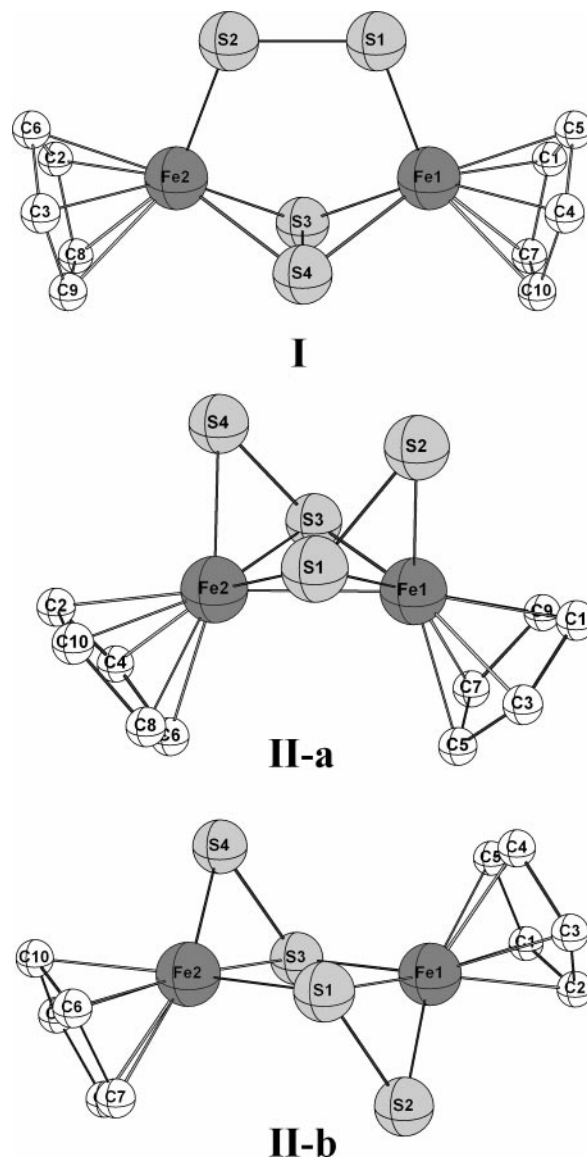 S2 S1
C6 C5
C2 Fe2 Fe1 C1
C3 S3 C4
C8 S4 C7
C9 C10
I
S4 S2
S3
S1
C2 Fe2 Fe1 C9 C1
C10
C4 C7 C3
C8 C6 C5
II-a
S4 C5 C4
C10 Fe2 S3 Fe1 C1 C3
C6 S1 C2
C7 S2
II-b